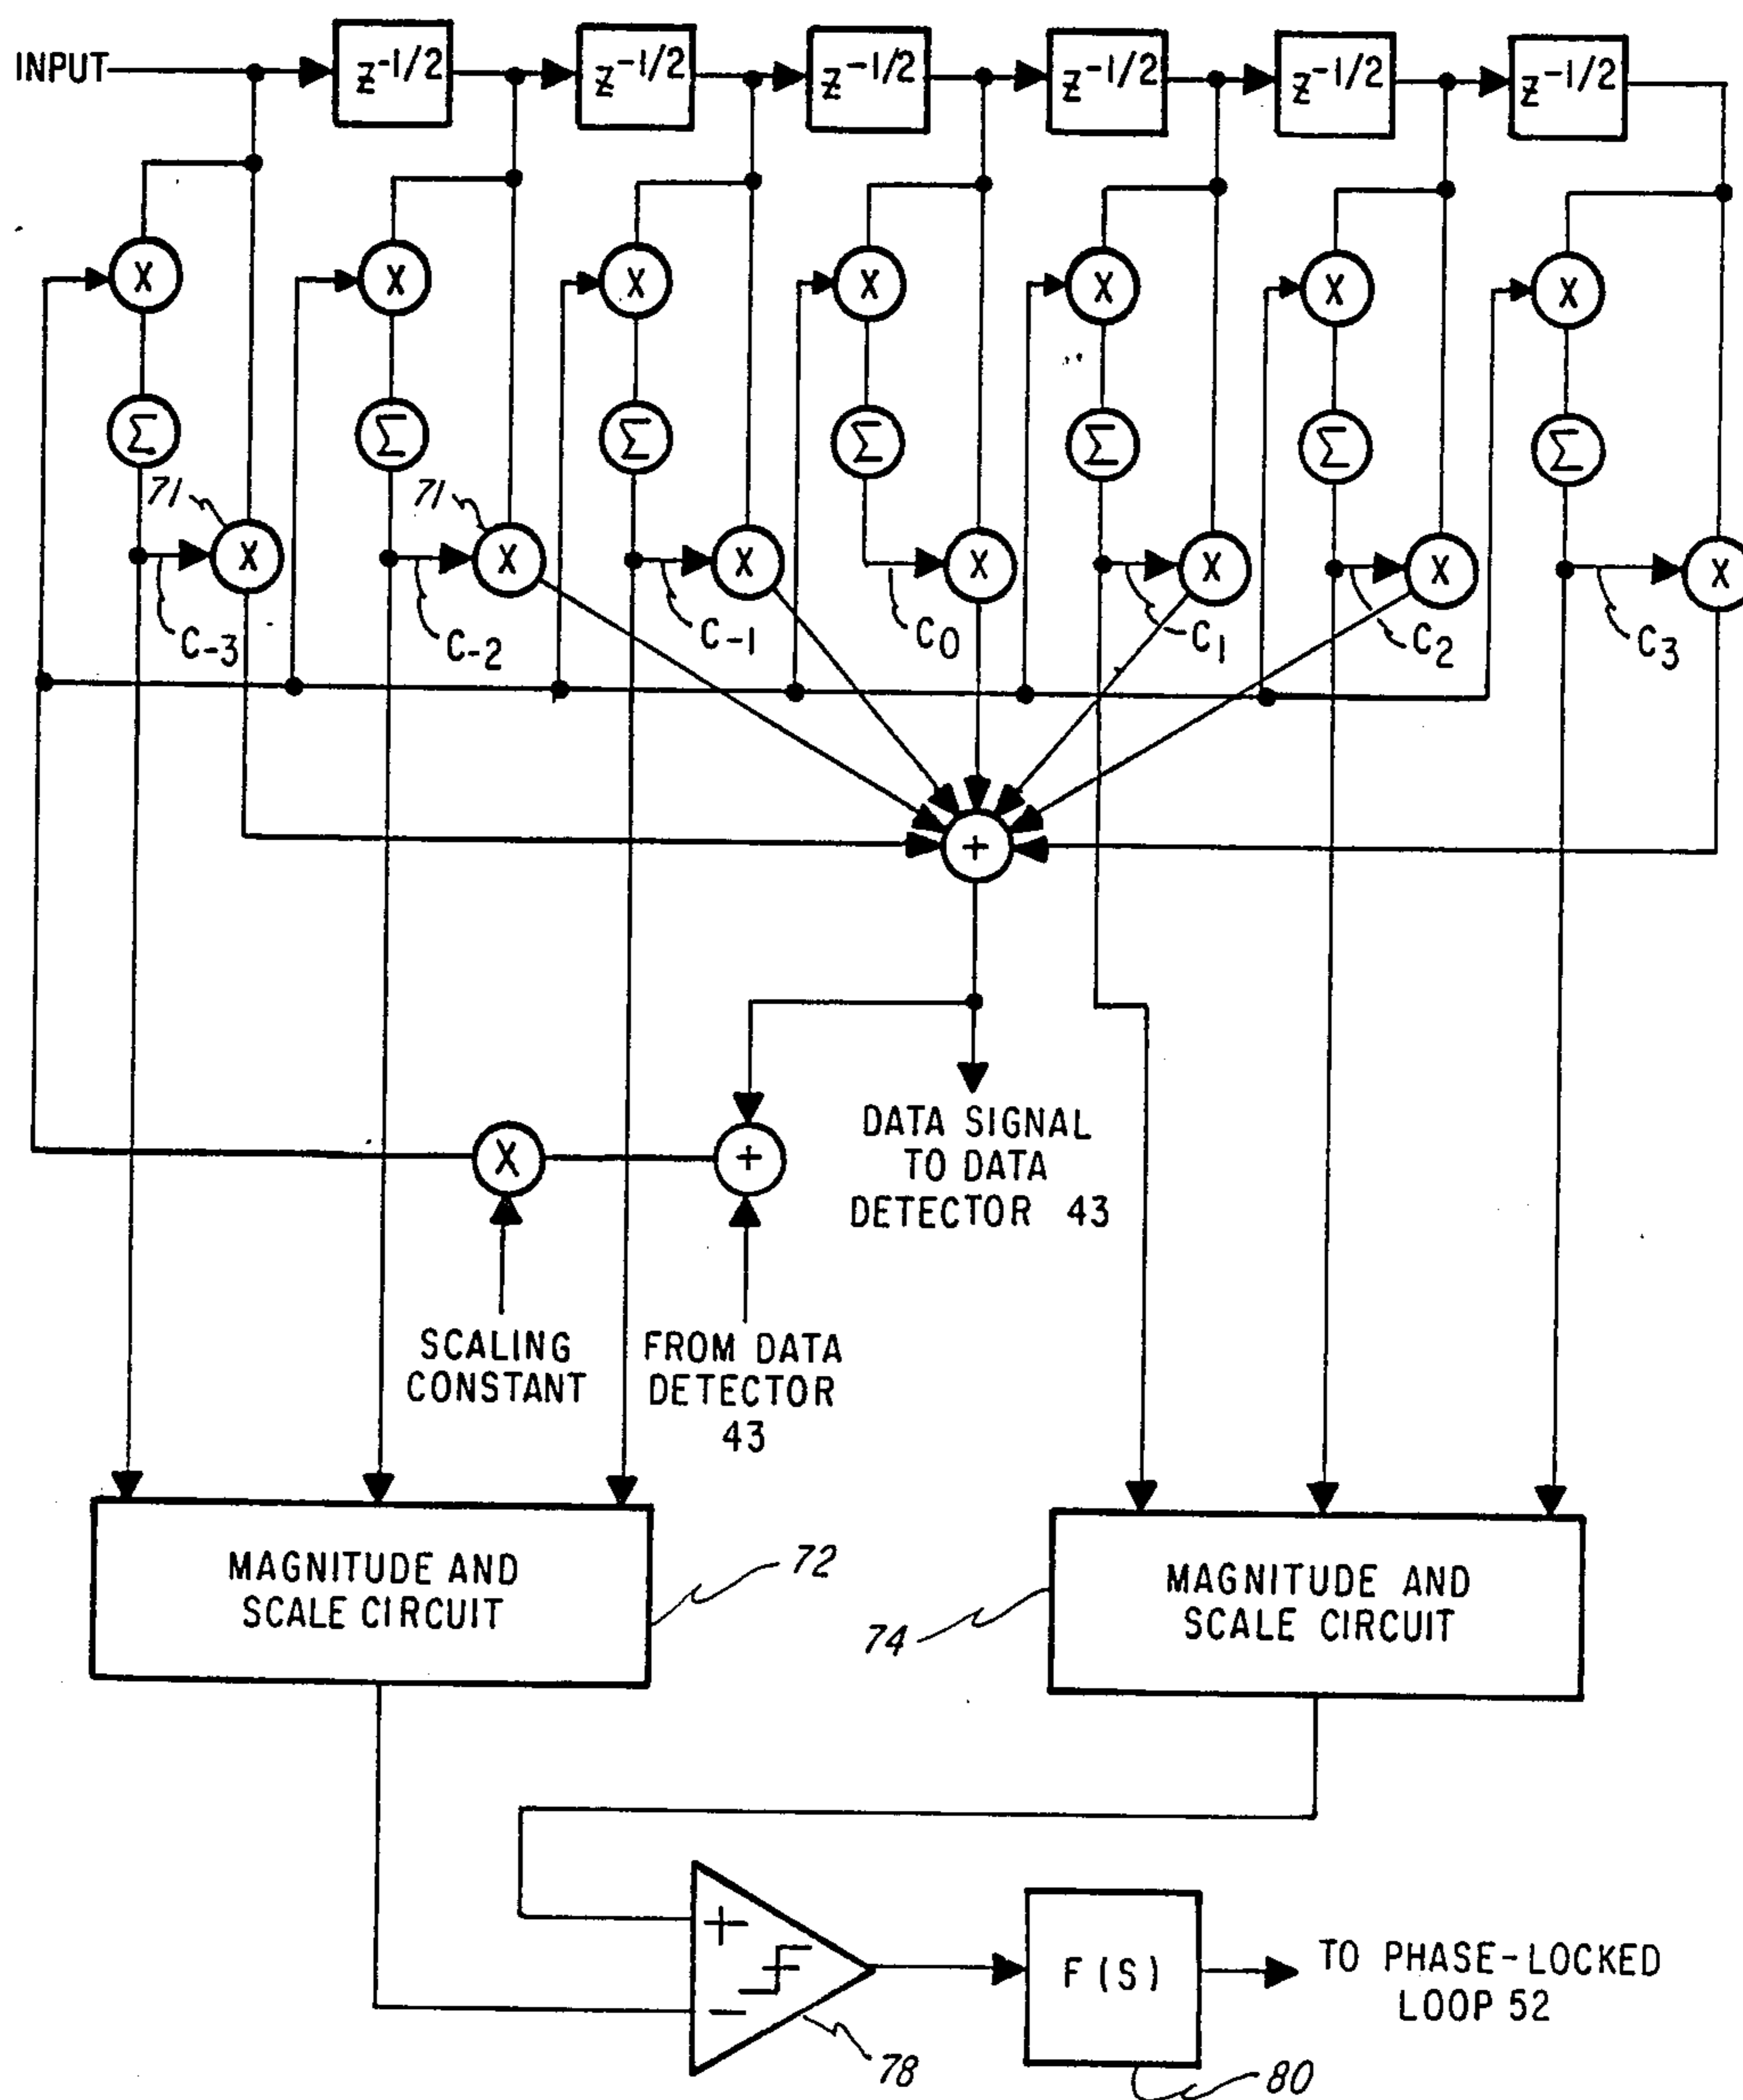 INPUT
z-1/2
z-1/2
z-1/2
z-1/2
z-1/2
z-1/2
X
X
X
X
X
X
X
Σ
Σ
Σ
Σ
Σ
Σ
Σ
71
71
X
X
X
X
X
X
X
C-3
C-2
C-1
C0
C1
C2
C3
+
DATA SIGNAL
TO DATA
DETECTOR 43
X
+
SCALING
CONSTANT
FROM DATA
DETECTOR
43
MAGNITUDE AND
SCALE CIRCUIT
72
MAGNITUDE AND
SCALE CIRCUIT
74
+
−
78
F(S)
80
TO PHASE-LOCKED
LOOP 52